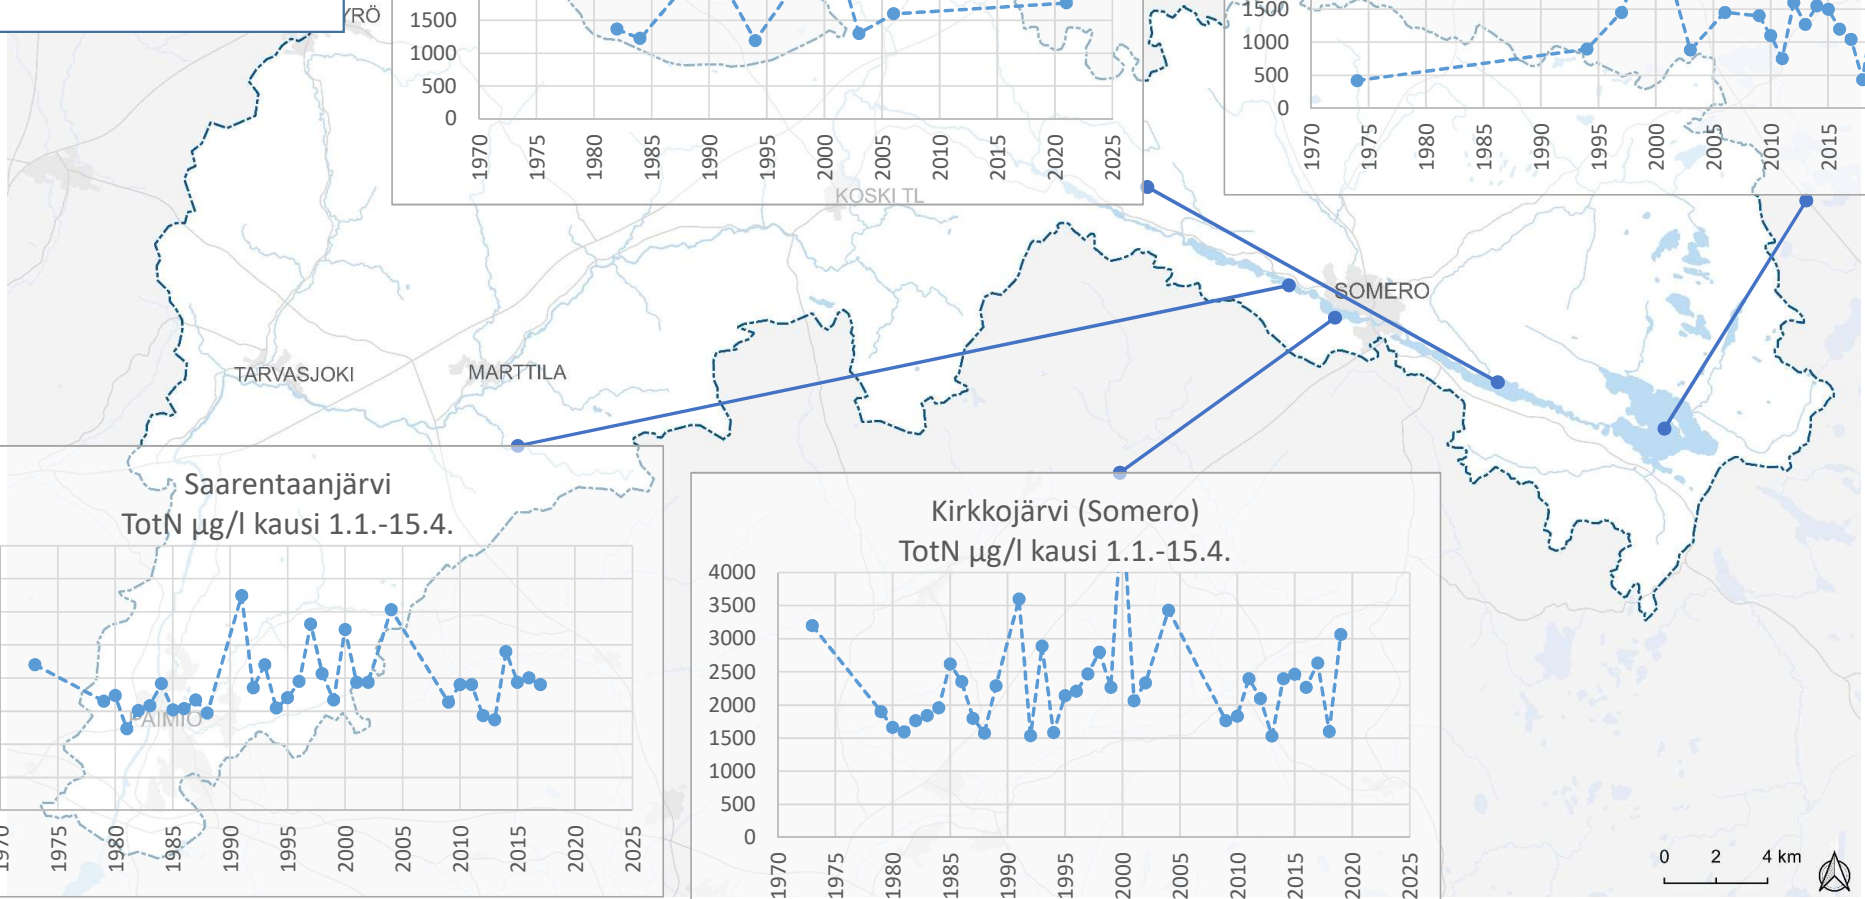 YRÖ
1500
1000
500
0
1970 1975 1980 1985 1990 1995 2000 2005 2010 2015 2020 2025
1500
1000
500
0
1970 1975 1980 1985 1990 1995 2000 2005 2010 2015
KOSKI TL
SOMERO
TARVASJOKI
MARTTILA
Saarentaanjärvi
TotN µg/l kausi 1.1.-15.4.
PAIMIO
1970 1975 1980 1985 1990 1995 2000 2005 2010 2015 2020 2025
Kirkkojärvi (Somero)
TotN µg/l kausi 1.1.-15.4.
4000
3500
3000
2500
2000
1500
1000
500
0
1970 1975 1980 1985 1990 1995 2000 2005 2010 2015 2020 2025
0 2 4 km